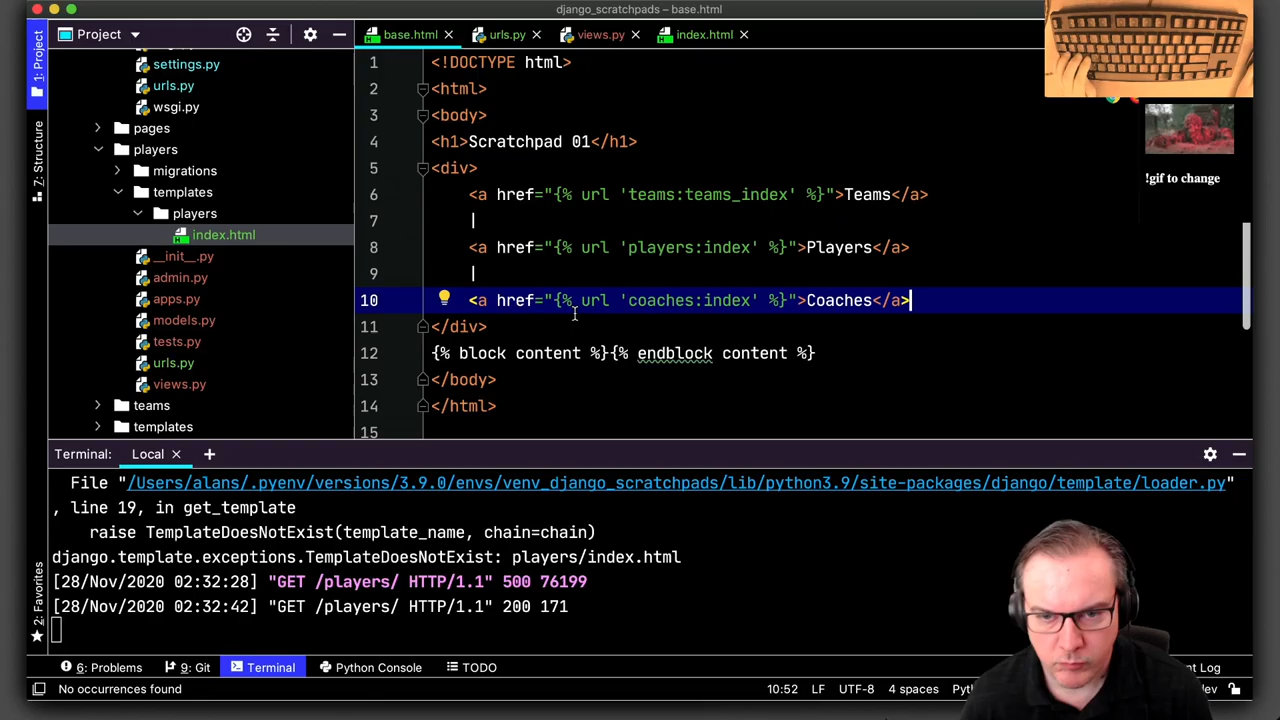 django_scratchpads – base.html
Project
base.html
urls.py
views.py
index.html
1: Project
7: Structure
2: Favorites
settings.py
urls.py
wsgi.py
pages
players
migrations
templates
players
index.html
__init__.py
admin.py
apps.py
models.py
tests.py
urls.py
views.py
teams
templates
1 <!DOCTYPE html>
2 <html>
3 <body>
4 <h1>Scratchpad 01</h1>
5 <div>
6 <a href="{% url 'teams:teams_index' %}">Teams</a>
7 |
8 <a href="{% url 'players:index' %}">Players</a>
9 |
10 <a href="{% url 'coaches:index' %}">Coaches</a>
11 </div>
12 {% block content %}{% endblock content %}
13 </body>
14 </html>
15
!gif to change
Terminal: Local
File "/Users/alans/.pyenv/versions/3.9.0/envs/venv_django_scratchpads/lib/python3.9/site-packages/django/template/loader.py"
, line 19, in get_template
raise TemplateDoesNotExist(template_name, chain=chain)
django.template.exceptions.TemplateDoesNotExist: players/index.html
[28/Nov/2020 02:32:28] "GET /players/ HTTP/1.1" 500 76199
[28/Nov/2020 02:32:42] "GET /players/ HTTP/1.1" 200 171
6: Problems
9: Git
Terminal
Python Console
TODO
No occurrences found
10:52
LF
UTF-8
4 spaces